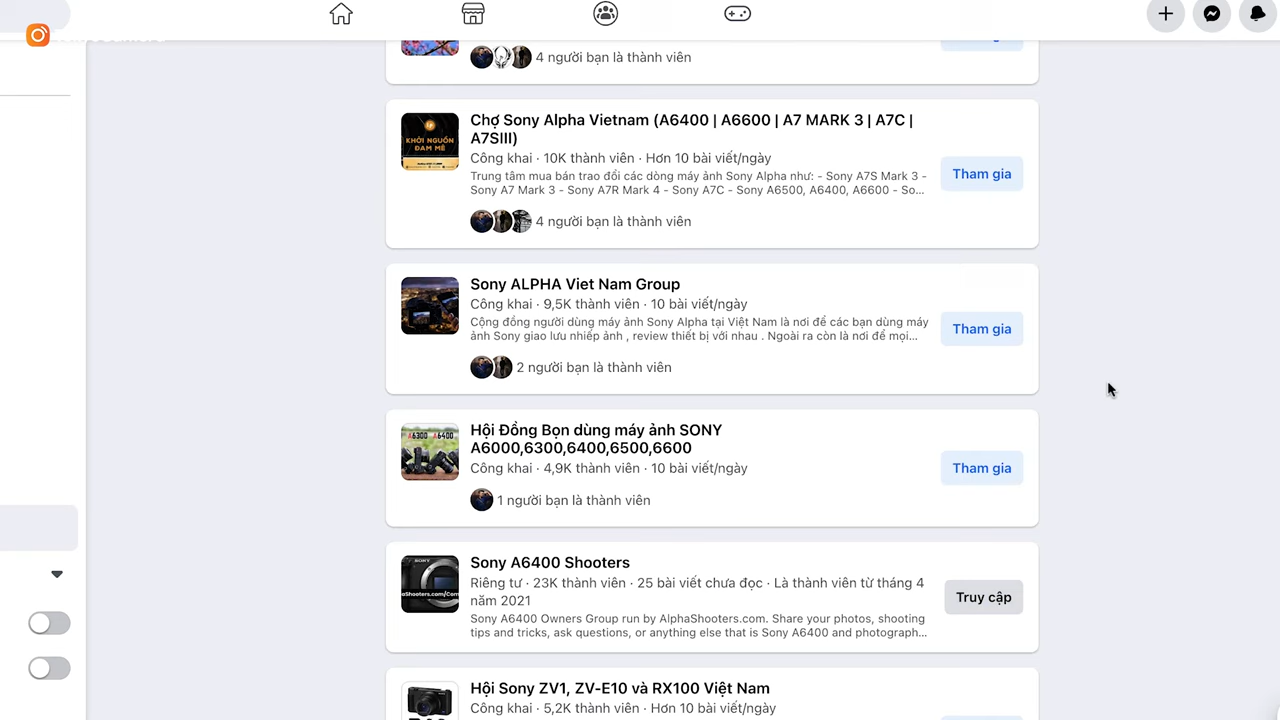 4 người bạn là thành viên
Chợ Sony Alpha Vietnam (A6400 | A6600 | A7 MARK 3 | A7C |
A7SIII)
Công khai · 10K thành viên · Hơn 10 bài viết/ngày
Trung tâm mua bán trao đổi các dòng máy ảnh Sony Alpha như: - Sony A7S Mark 3 -
Sony A7 Mark 3 - Sony A7R Mark 4 - Sony A7C - Sony A6500, A6400, A6600 - So...
4 người bạn là thành viên
Tham gia
KHỞI NGUỒN
ĐAM MÊ
Sony ALPHA Viet Nam Group
Công khai · 9,5K thành viên · 10 bài viết/ngày
Cộng đồng người dùng máy ảnh Sony Alpha tại Việt Nam là nơi để các bạn dùng máy
ảnh Sony giao lưu nhiếp ảnh , review thiết bị với nhau . Ngoài ra còn là nơi để mọi...
2 người bạn là thành viên
Tham gia
A6300 A6400
Hội Đồng Bọn dùng máy ảnh SONY
A6000,6300,6400,6500,6600
Công khai · 4,9K thành viên · 10 bài viết/ngày
1 người bạn là thành viên
Tham gia
SONY
Sony A6400 Shooters
Riêng tư · 23K thành viên · 25 bài viết chưa đọc · Là thành viên từ tháng 4
năm 2021
Sony A6400 Owners Group run by AlphaShooters.com. Share your photos, shooting
tips and tricks, ask questions, or anything else that is Sony A6400 and photograph...
Truy cập
Hội Sony ZV1, ZV-E10 và RX100 Việt Nam
Công khai · 5,2K thành viên · Hơn 10 bài viết/ngày